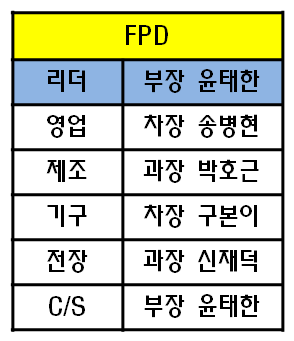 FPD
리더 부장 윤태한
영업 차장 송병현
제조 과장 박호근
기구 차장 구본이
전장 과장 신재덕
C/S 부장 윤태한